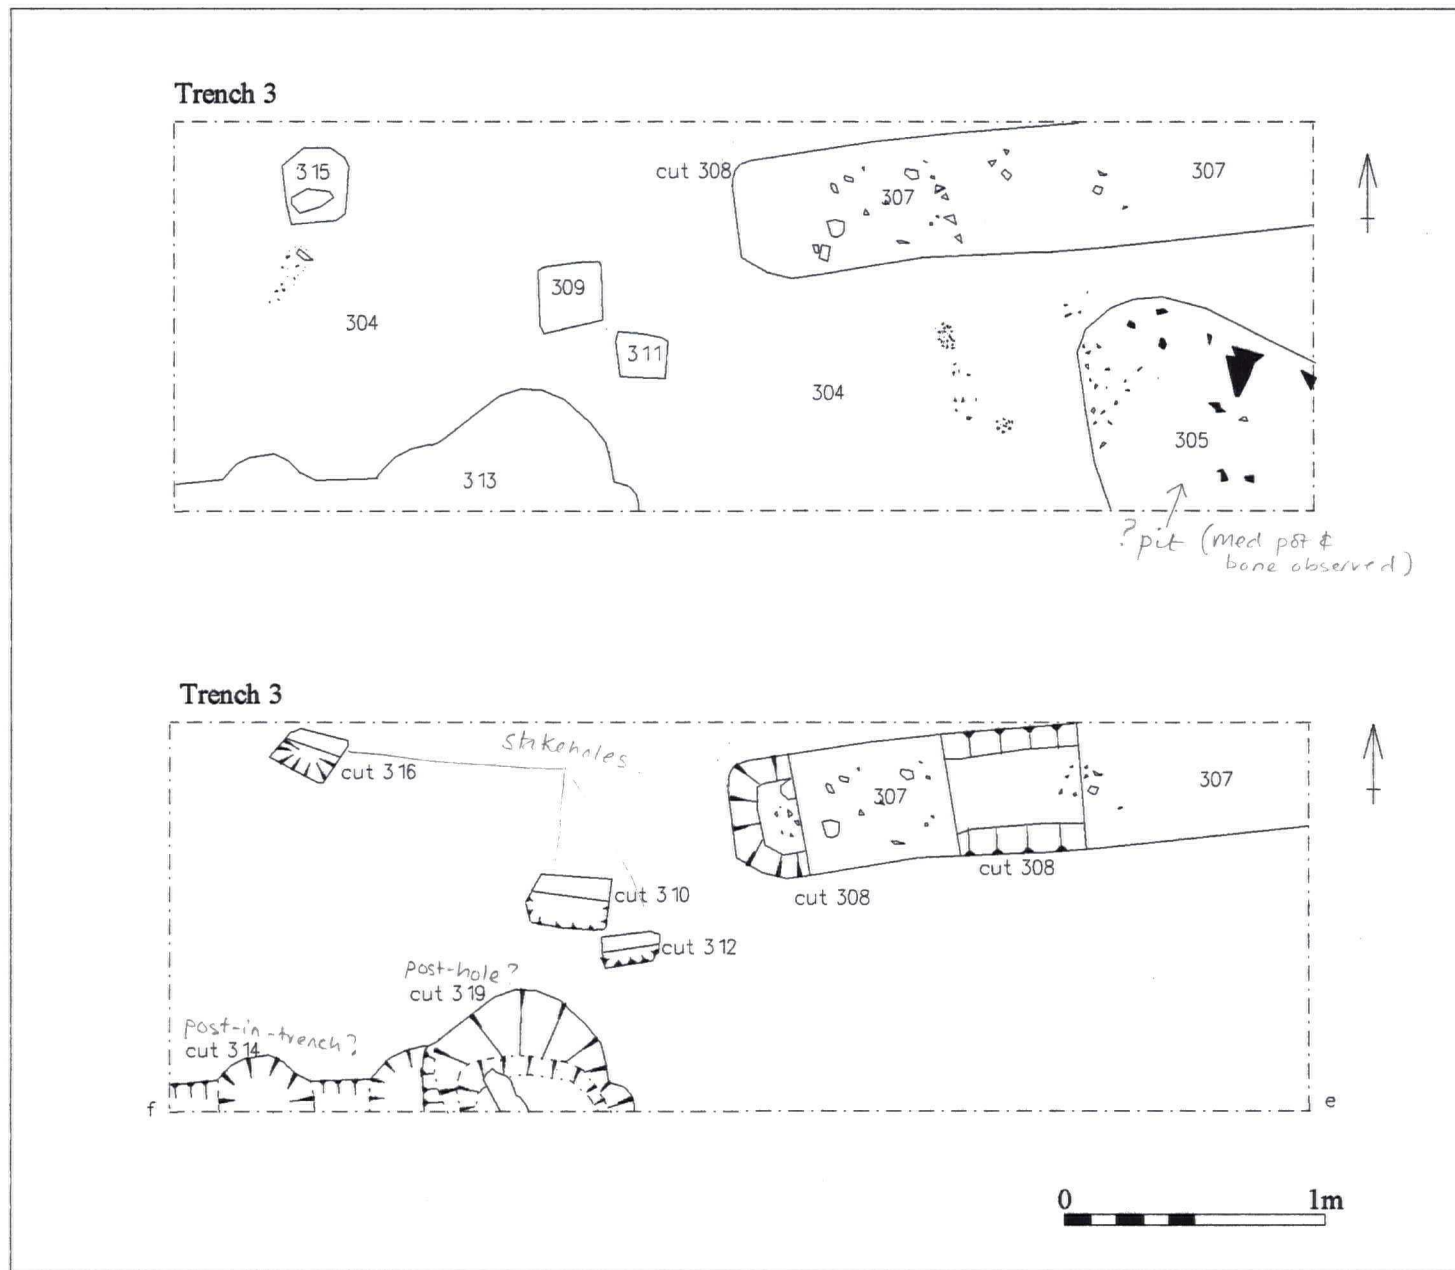 Trench 3
315
cut 308
307
307
309
304
311
304
305
313
?pit (med pot &
bone observed)
Trench 3
stakeholes
cut 316
307
307
cut 308
cut 310
cut 308
cut 312
post-hole?
cut 319
post-in-trench?
cut 314
f
e
0 1m